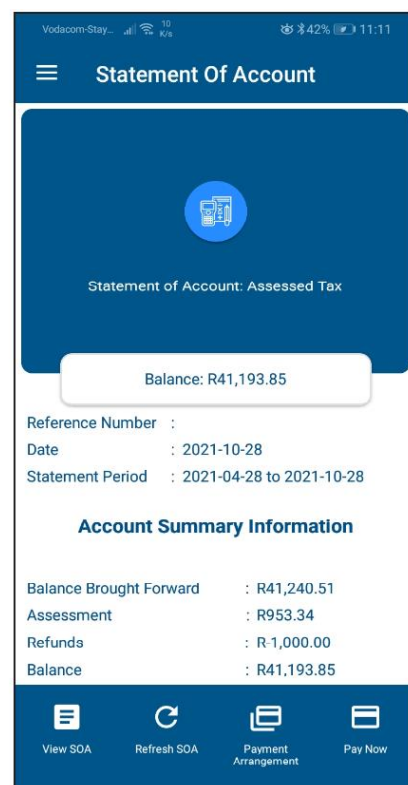 Vodacom-Stay... 10 K/s 42% 11:11
Statement Of Account
Statement of Account: Assessed Tax
Balance: R41,193.85
Reference Number :
Date : 2021-10-28
Statement Period : 2021-04-28 to 2021-10-28
Account Summary Information
Balance Brought Forward : R41,240.51
Assessment : R953.34
Refunds : R-1,000.00
Balance : R41,193.85
View SOA Refresh SOA Payment Arrangement Pay Now